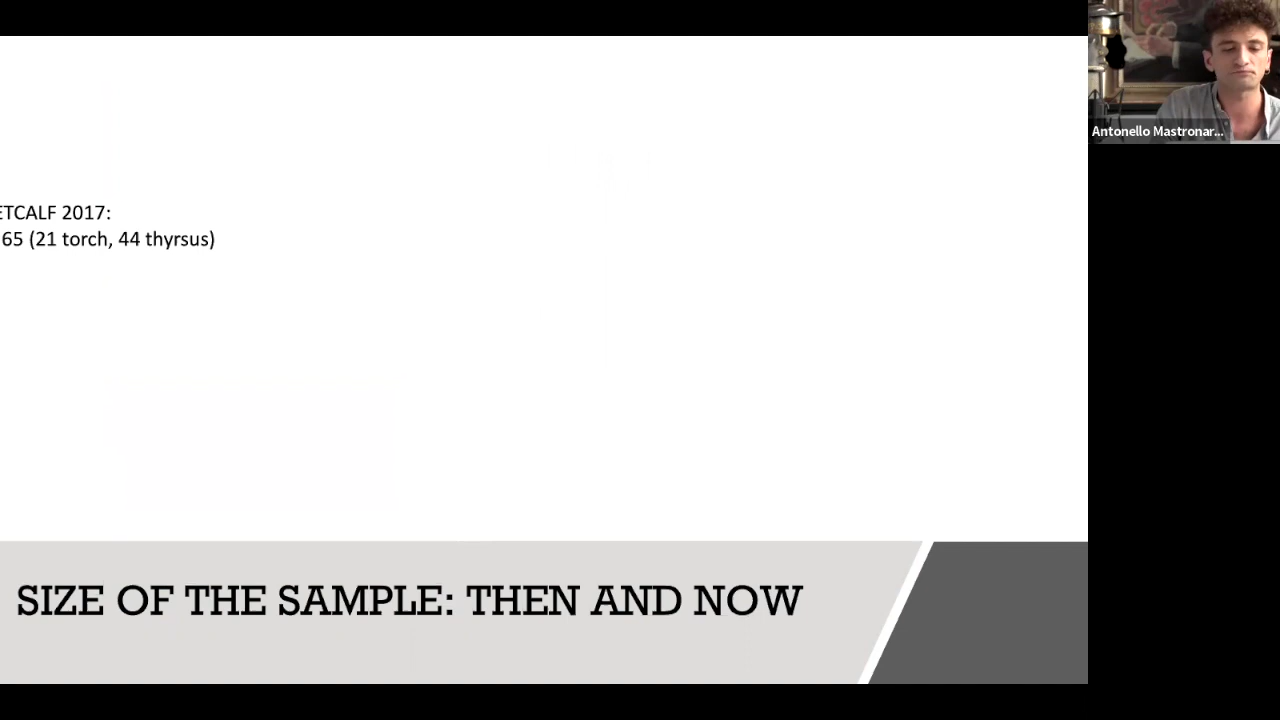 ETCALF 2017:
65 (21 torch, 44 thyrsus)
SIZE OF THE SAMPLE: THEN AND NOW
Antonello Mastronar...